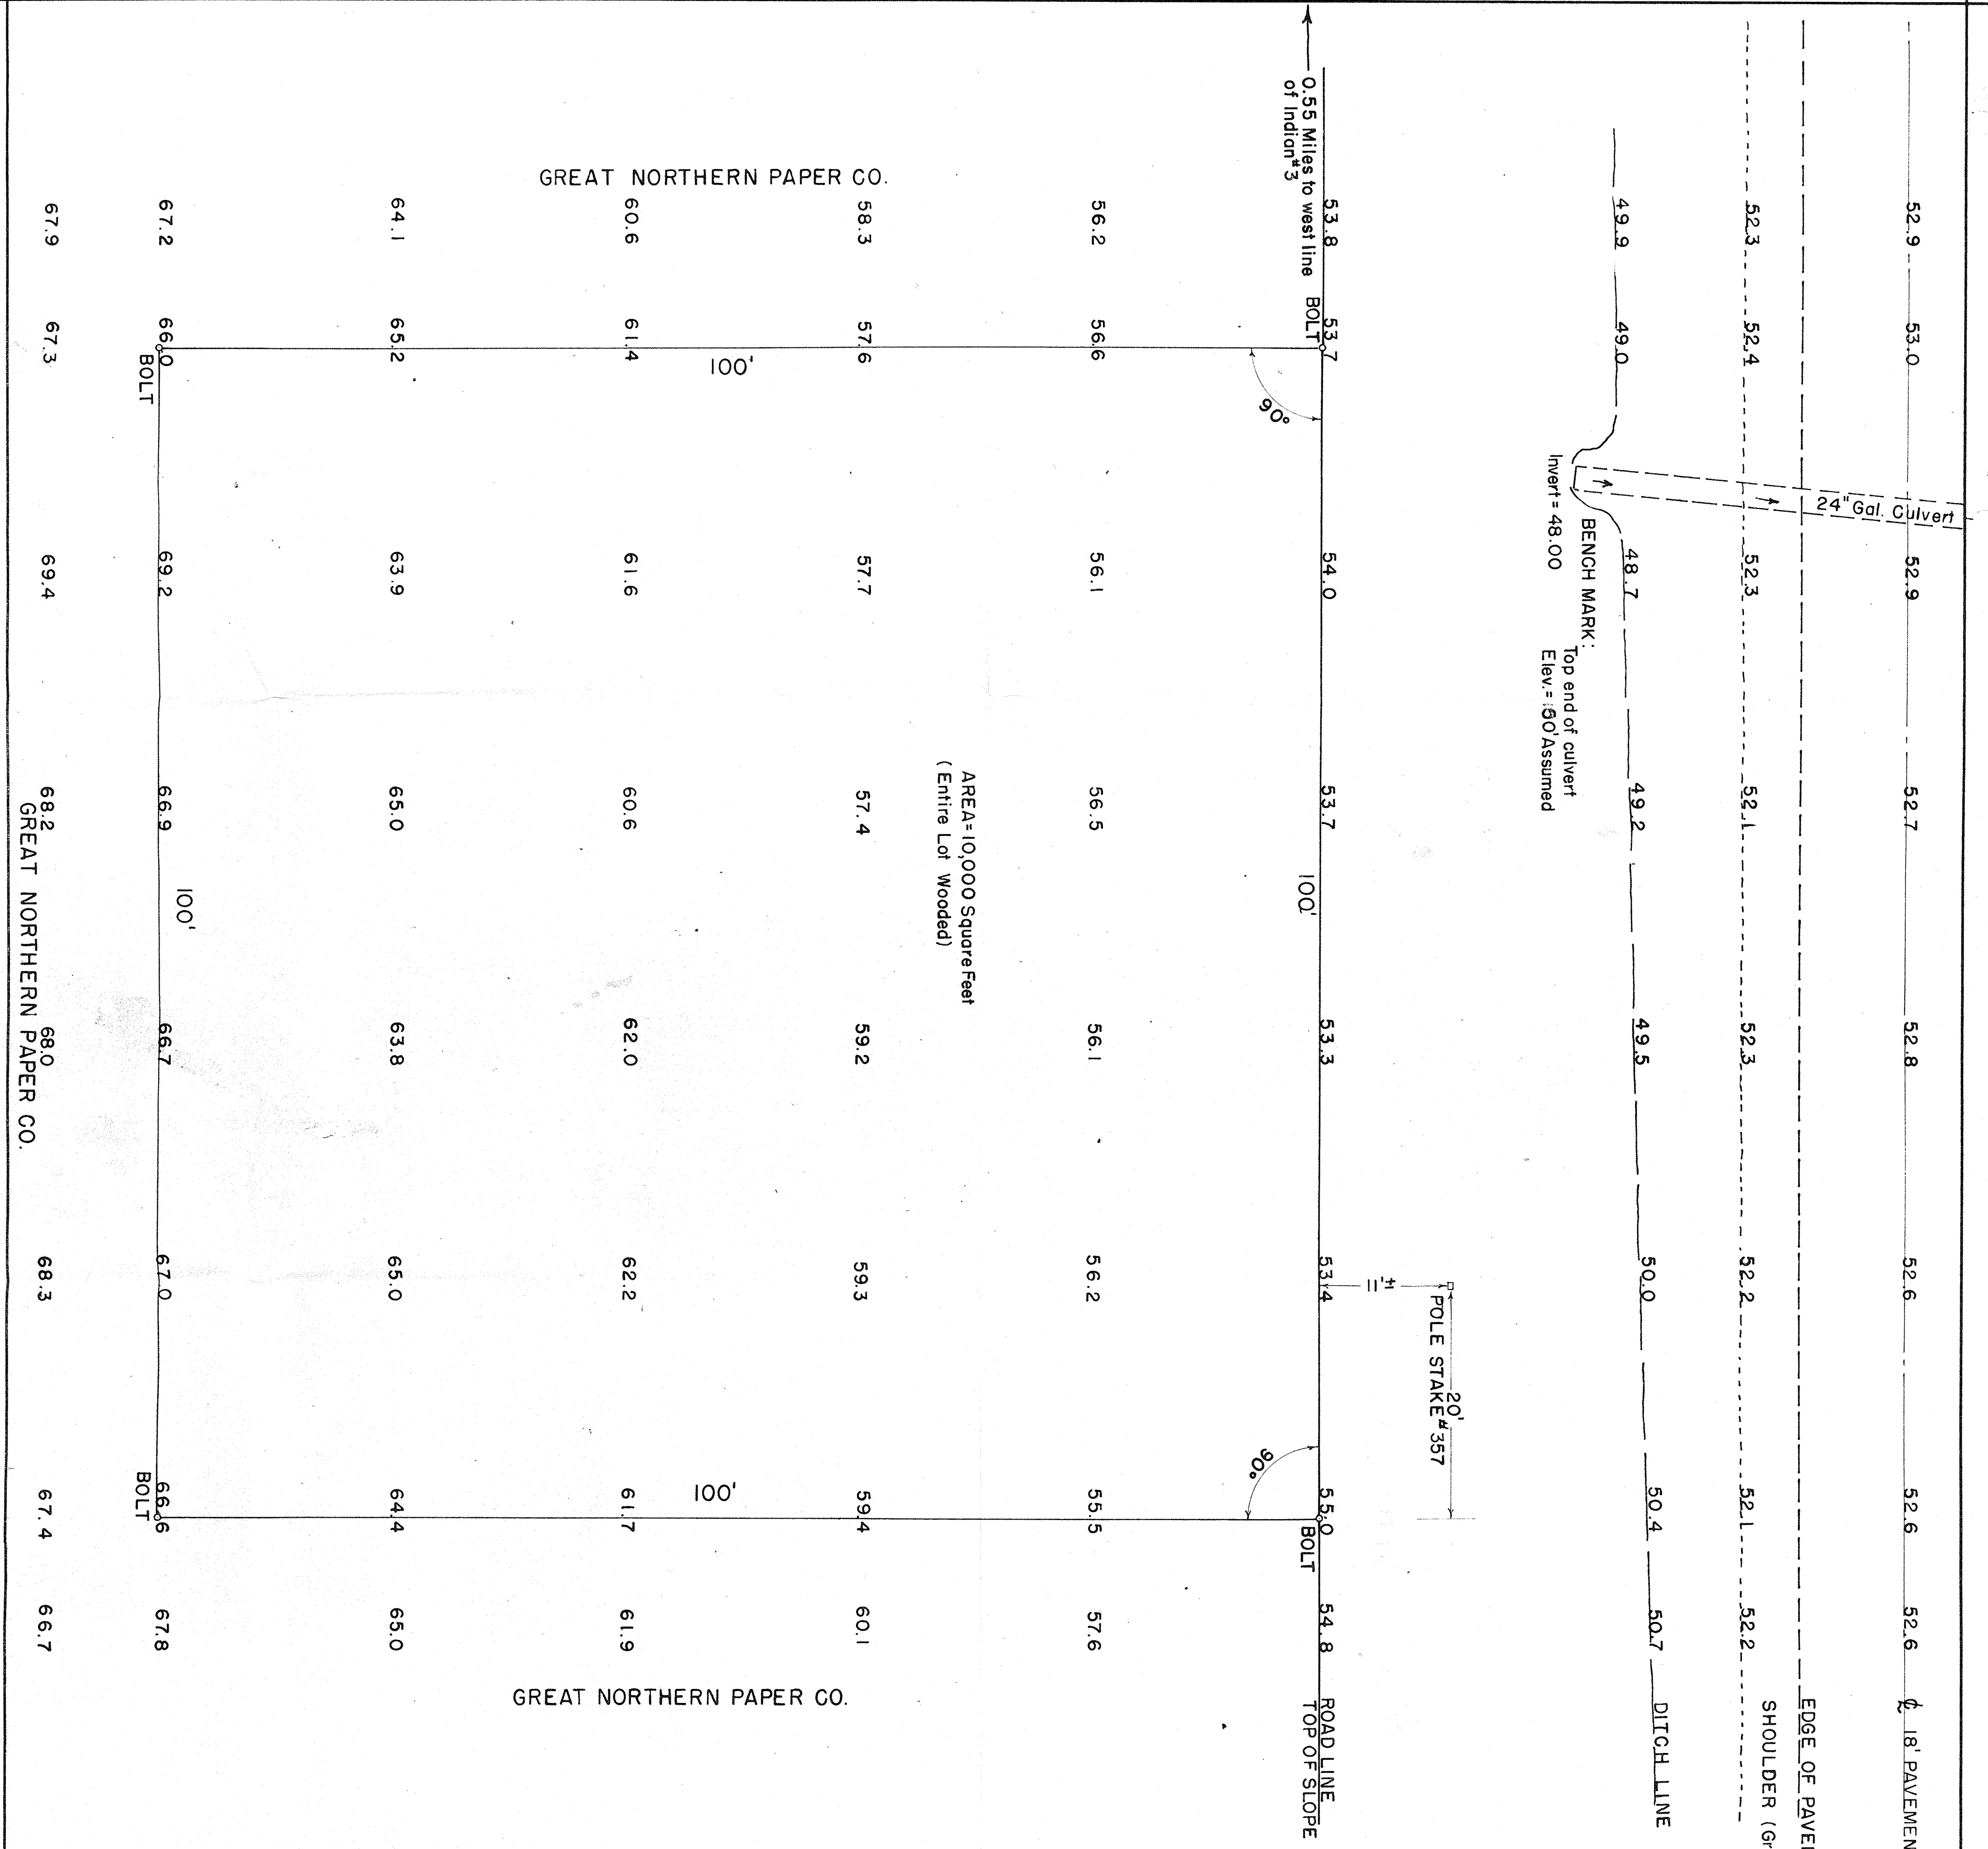 52.9 53.0 52.9 52.7 52.8 52.6 52.6 52.6 ℄ 18' PAVEMEN
24" Gal. Culvert
EDGE OF PAVE
SHOULDER (Gr
52.3 52.4 52.3 52.1 52.3 52.2 52.1 52.2
49.9 49.0 48.7 49.2 49.5 50.0 50.4 50.7 DITCH LINE
BENCH MARK:
Top end of culvert
Elev.= 50' Assumed
Invert = 48.00
20'
POLE STAKE #357
11'±
53.8 53.7 54.0 53.7 53.3 53.4 55.0 54.8 ROAD LINE
TOP OF SLOPE
0.55 Miles to west line
of Indian #3
BOLT
100'
BOLT
90°
90°
56.2 56.6 56.1 56.5 56.1 56.2 55.5 57.6
AREA=10,000 Square Feet
(Entire Lot Wooded)
58.3 57.6 57.7 57.4 59.2 59.3 59.4 60.1
GREAT NORTHERN PAPER CO.
100'
100'
GREAT NORTHERN PAPER CO.
60.6 61.4 61.6 60.6 62.0 62.2 61.7 61.9
64.1 65.2 63.9 65.0 63.8 65.0 64.4 65.0
100'
67.2 66.0 69.2 66.9 66.7 67.0 66.6 67.8
BOLT
BOLT
67.9 67.3 69.4 68.2 68.0 68.3 67.4 66.7
GREAT NORTHERN PAPER CO.